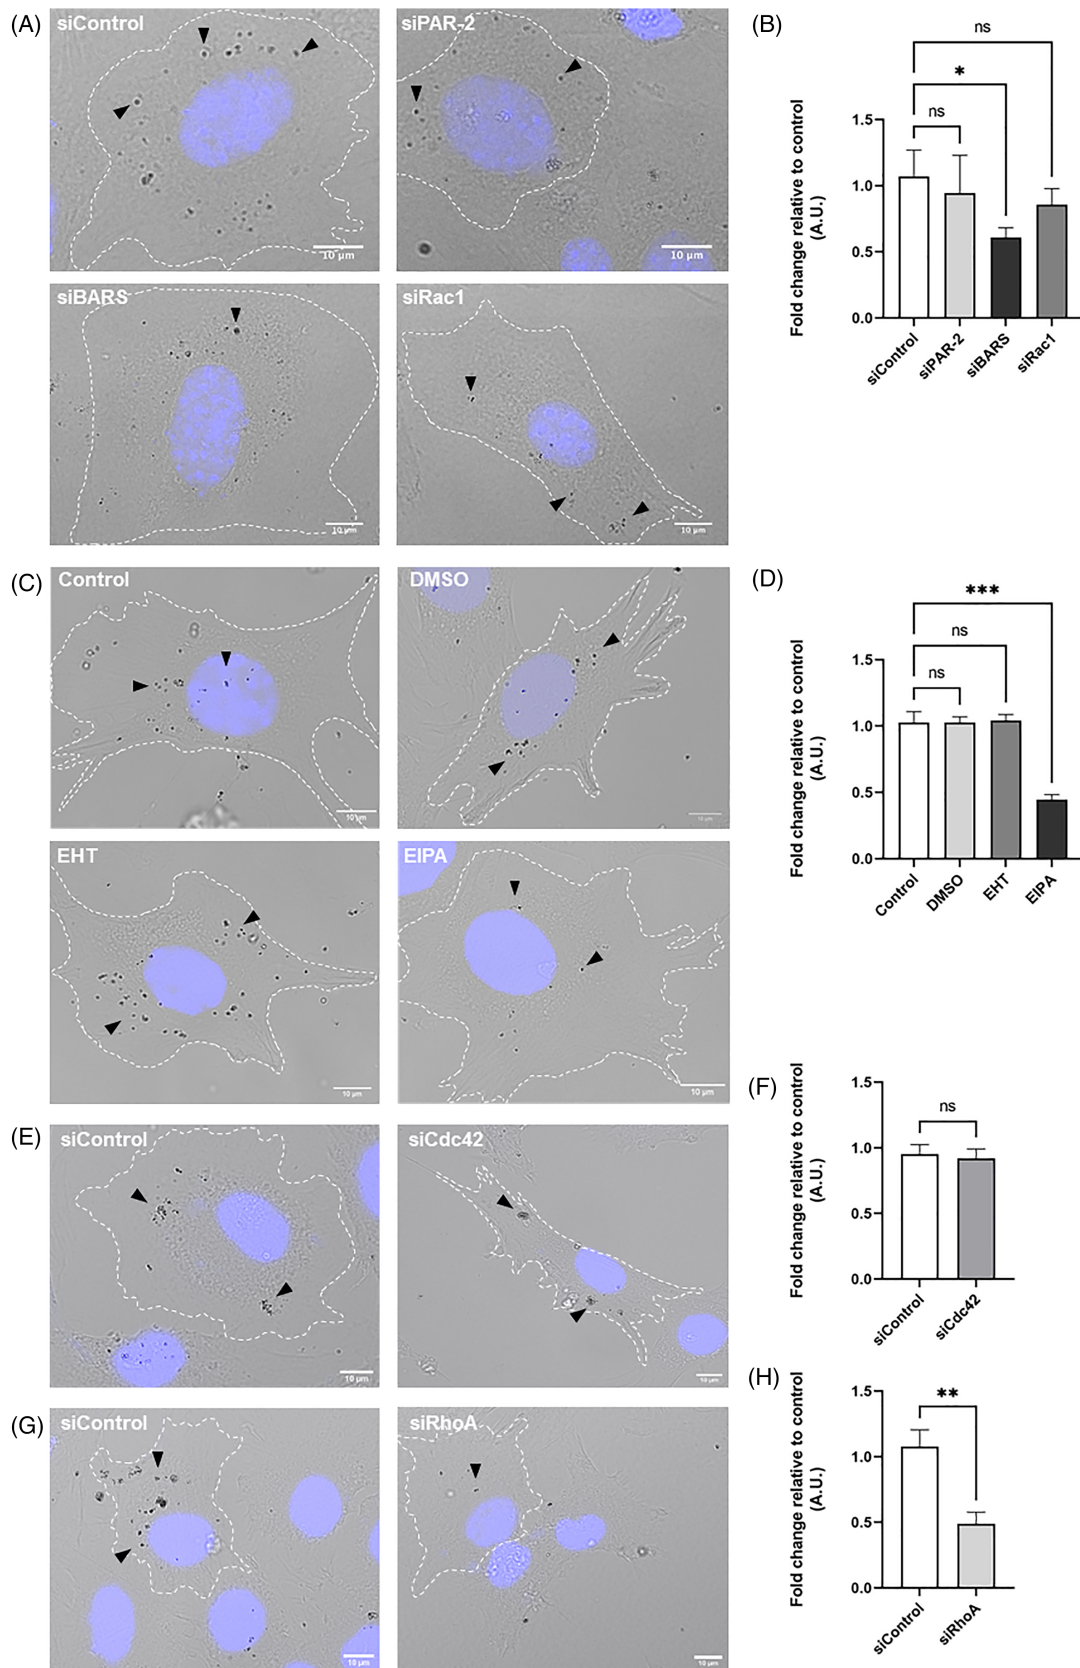 (A)
siControl
10 µm
siPAR-2
10 µm
siBARS
10 µm
siRac1
10 µm
(B)
ns
*
ns
Fold change relative to control
(A.U.)
1.5
1.0
0.5
0.0
siControl
siPAR-2
siBARS
siRac1
(C)
Control
10 µm
DMSO
10 µm
EHT
10 µm
EIPA
10 µm
(D)
***
ns
ns
Fold change relative to control
(A.U.)
1.5
1.0
0.5
0.0
Control
DMSO
EHT
EIPA
(E)
siControl
10 µm
siCdc42
10 µm
(F)
ns
Fold change relative to control
(A.U.)
1.5
1.0
0.5
0.0
siControl
siCdc42
(G)
siControl
10 µm
siRhoA
10 µm
(H)
**
Fold change relative to control
(A.U.)
1.5
1.0
0.5
0.0
siControl
siRhoA